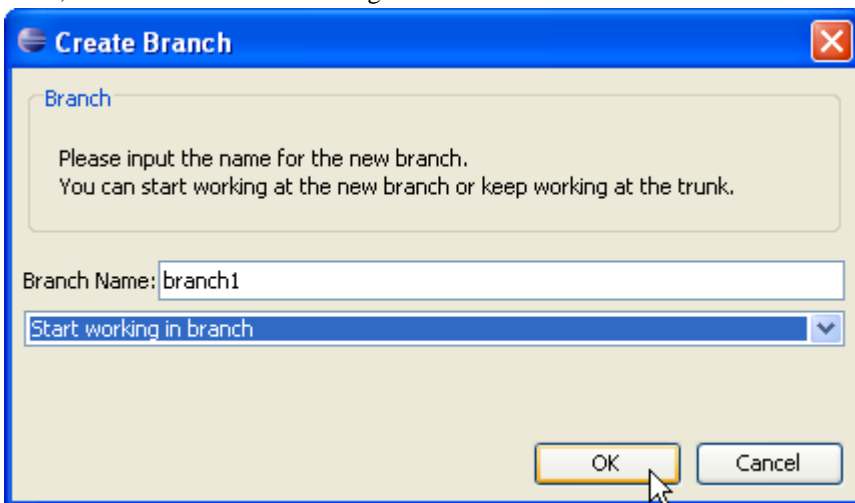 Create Branch
Branch
Please input the name for the new branch.
You can start working at the new branch or keep working at the trunk.
Branch Name: branch1
Start working in branch
OK Cancel